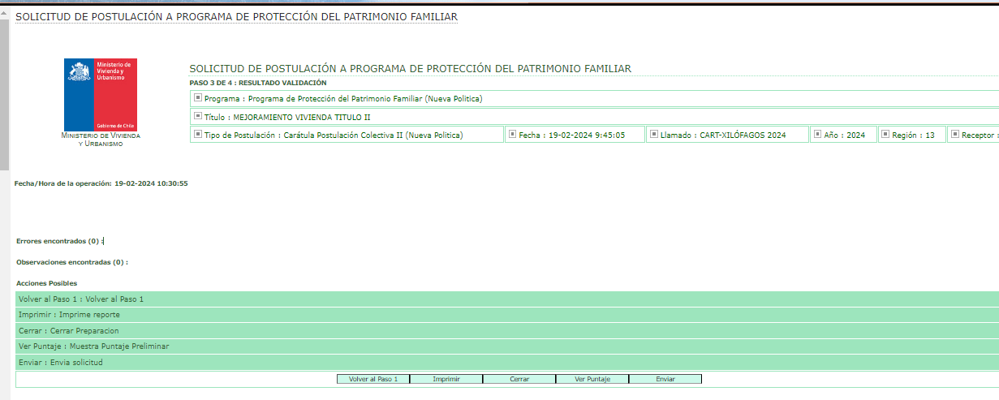 SOLICITUD DE POSTULACIÓN A PROGRAMA DE PROTECCIÓN DEL PATRIMONIO FAMILIAR
Ministerio de
Vivienda y
Urbanismo
Gobierno de Chile
MINISTERIO DE VIVIENDA
Y URBANISMO
SOLICITUD DE POSTULACIÓN A PROGRAMA DE PROTECCIÓN DEL PATRIMONIO FAMILIAR
PASO 3 DE 4 : RESULTADO VALIDACIÓN
Programa : Programa de Protección del Patrimonio Familiar (Nueva Politica)
Título : MEJORAMIENTO VIVIENDA TITULO II
Tipo de Postulación : Carátula Postulación Colectiva II (Nueva Politica) Fecha : 19-02-2024 9:45:05 Llamado : CART-XILÓFAGOS 2024 Año : 2024 Región : 13 Receptor :
Fecha/Hora de la operación: 19-02-2024 10:30:55
Errores encontrados (0) :
Observaciones encontradas (0) :
Acciones Posibles
Volver al Paso 1 : Volver al Paso 1
Imprimir : Imprime reporte
Cerrar : Cerrar Preparacion
Ver Puntaje : Muestra Puntaje Preliminar
Enviar : Envia solicitud
Volver al Paso 1 Imprimir Cerrar Ver Puntaje Enviar